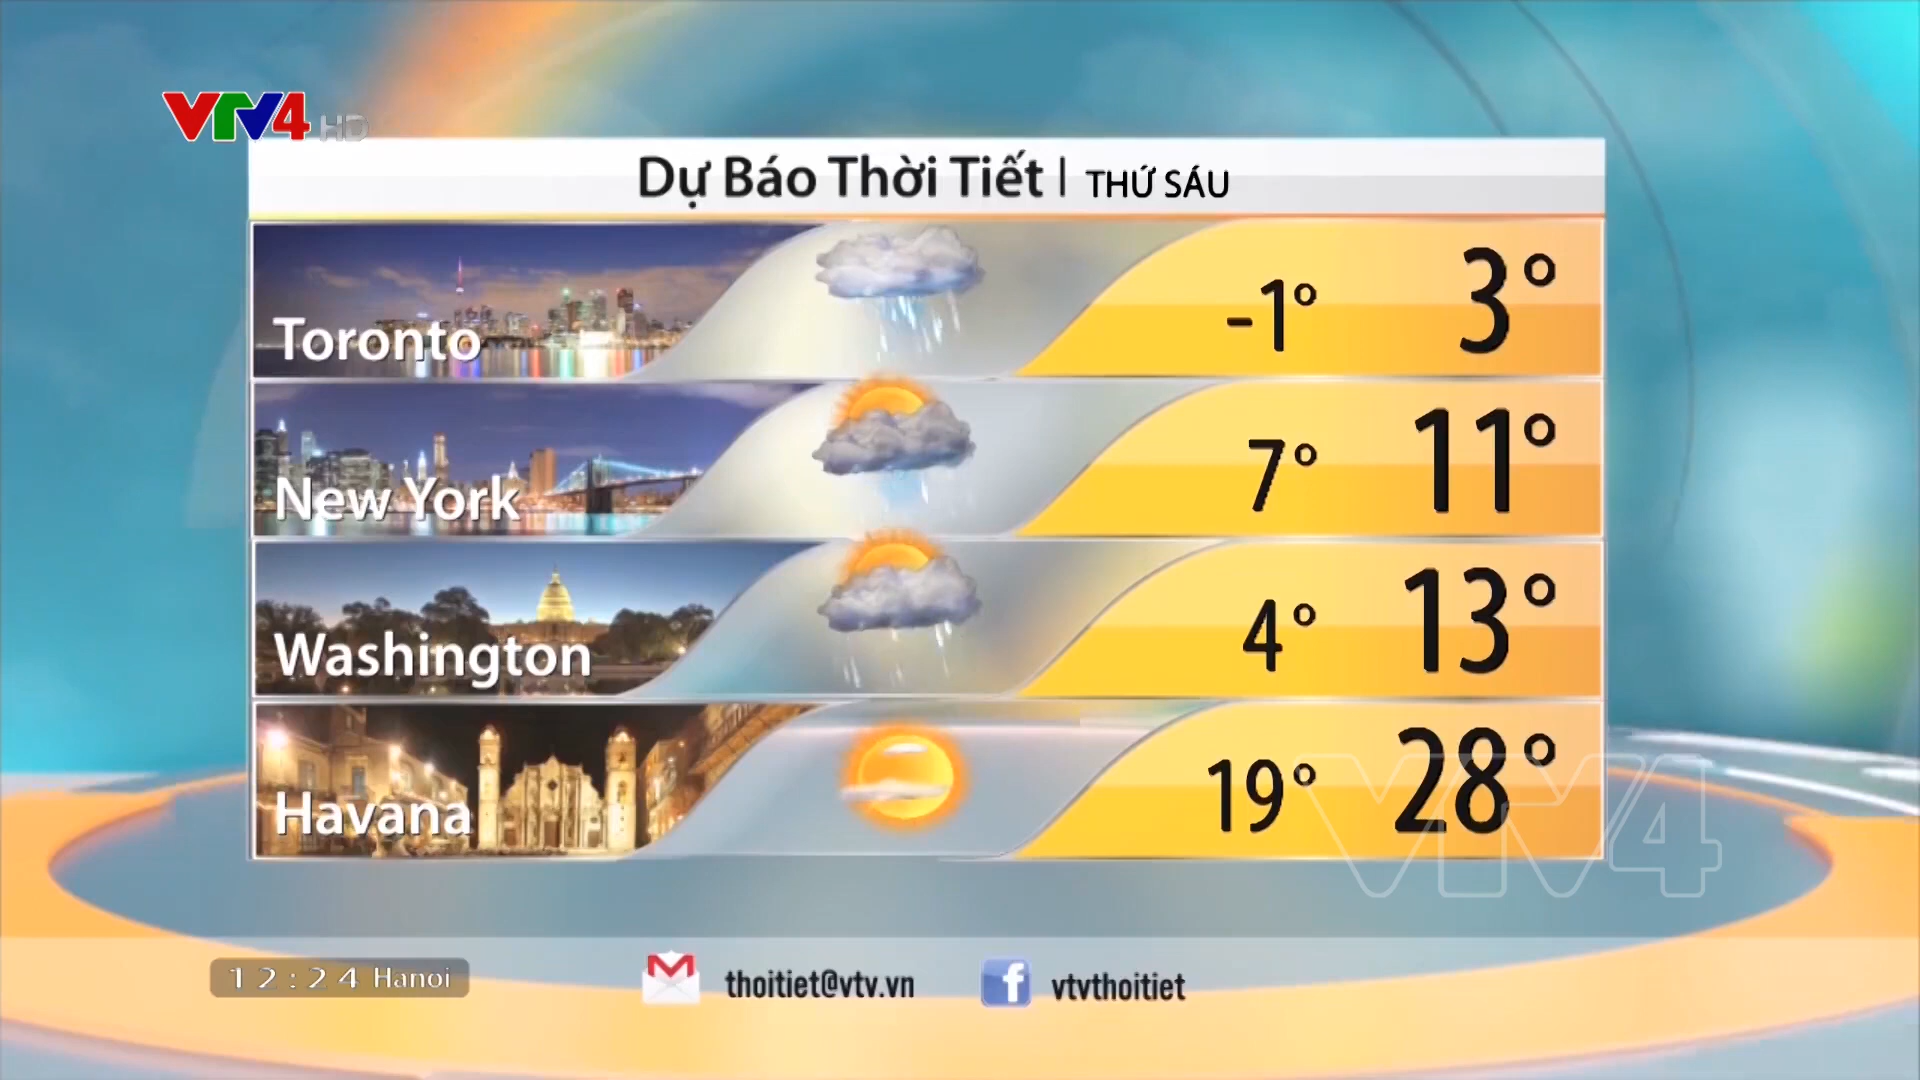 VTV4 HD
Dự Báo Thời Tiết | THỨ SÁU
Toronto -1° 3°
New York 7° 11°
Washington 4° 13°
Havana 19° 28°
VTV4
12:24 Hanoi thoitiet@vtv.vn vtvthoitiet